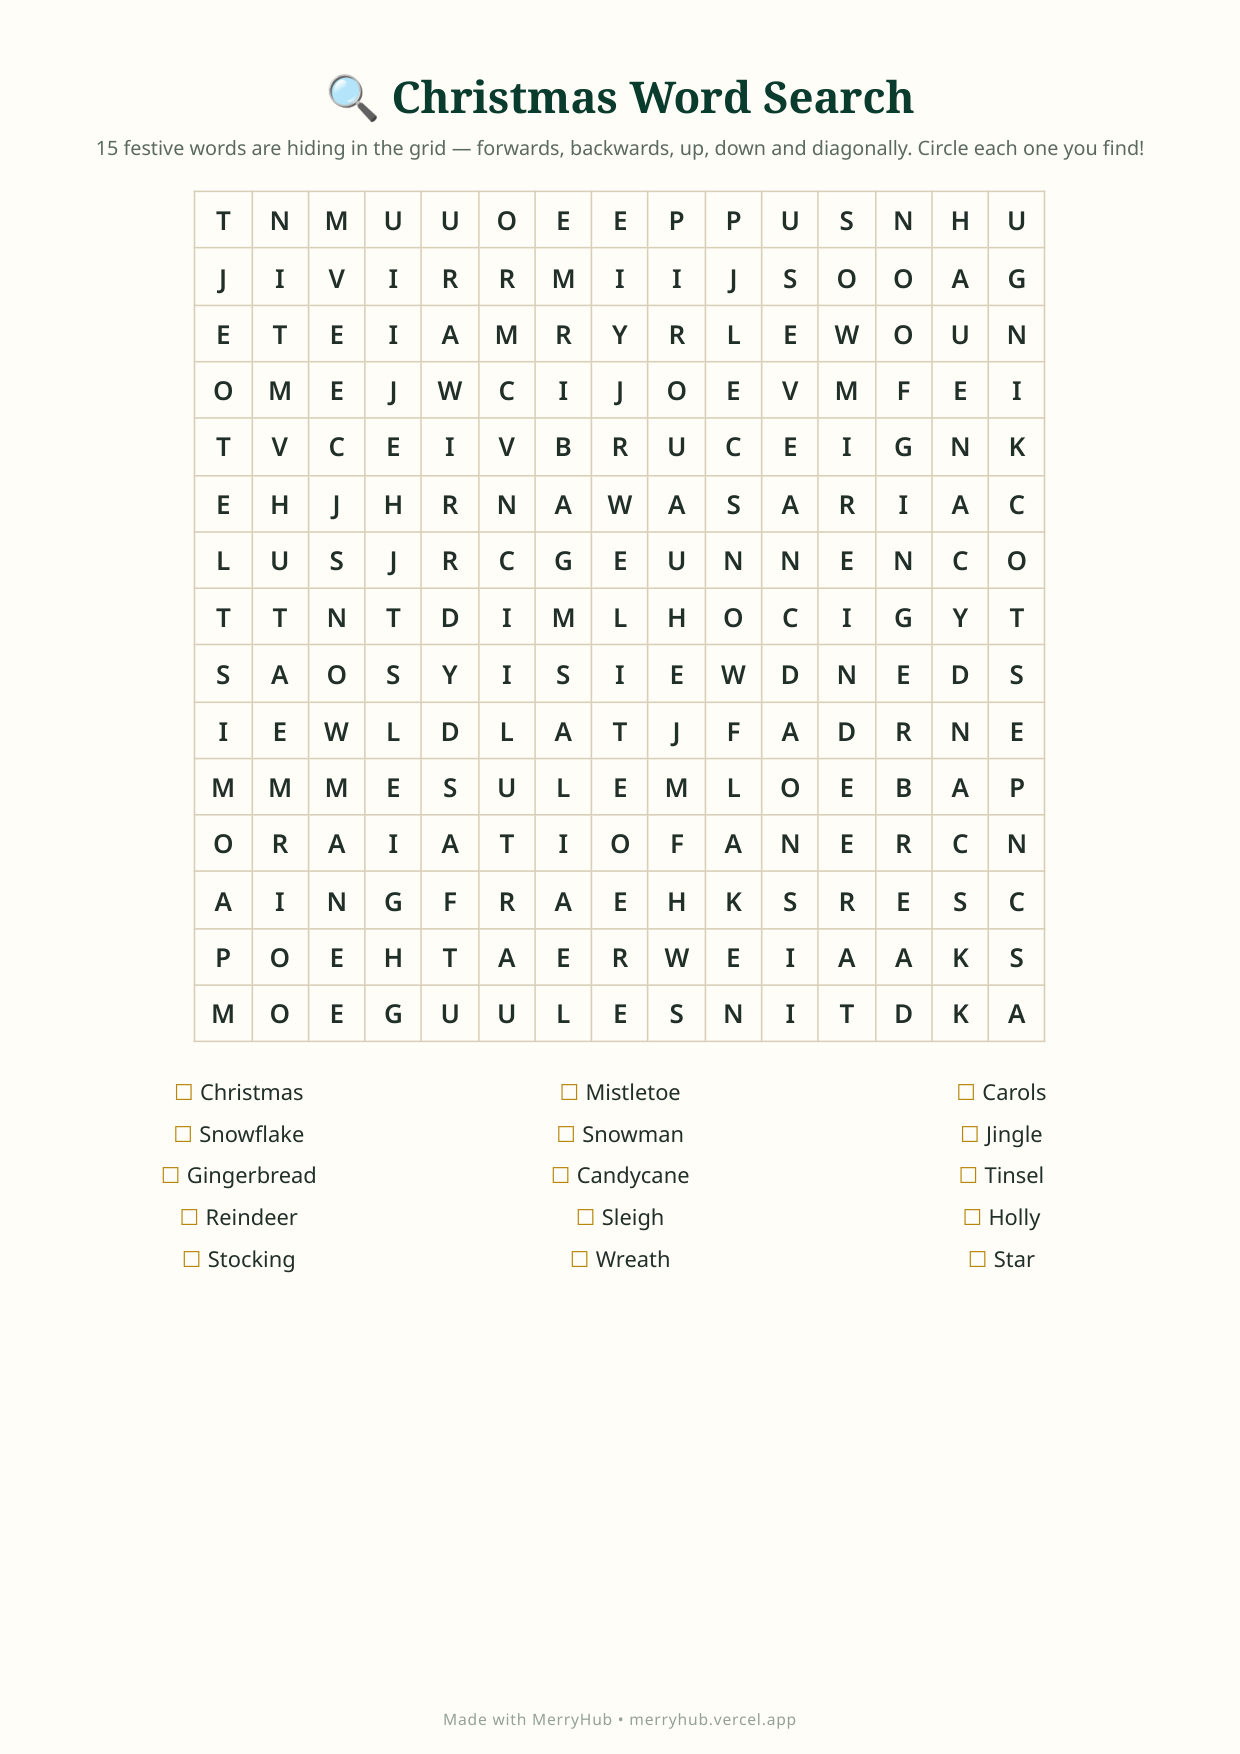 🔍 Christmas Word Search
15 festive words are hiding in the grid — forwards, backwards, up, down and diagonally. Circle each one you find!
T N M U U O E E P P U S N H U
J I V I R R M I I J S O O A G
E T E I A M R Y R L E W O U N
O M E J W C I J O E V M F E I
T V C E I V B R U C E I G N K
E H J H R N A W A S A R I A C
L U S J R C G E U N N E N C O
T T N T D I M L H O C I G Y T
S A O S Y I S I E W D N E D S
I E W L D L A T J F A D R N E
M M M E S U L E M L O E B A P
O R A I A T I O F A N E R C N
A I N G F R A E H K S R E S C
P O E H T A E R W E I A A K S
M O E G U U L E S N I T D K A
☐ Christmas ☐ Mistletoe ☐ Carols
☐ Snowflake ☐ Snowman ☐ Jingle
☐ Gingerbread ☐ Candycane ☐ Tinsel
☐ Reindeer ☐ Sleigh ☐ Holly
☐ Stocking ☐ Wreath ☐ Star
Made with MerryHub • merryhub.vercel.app